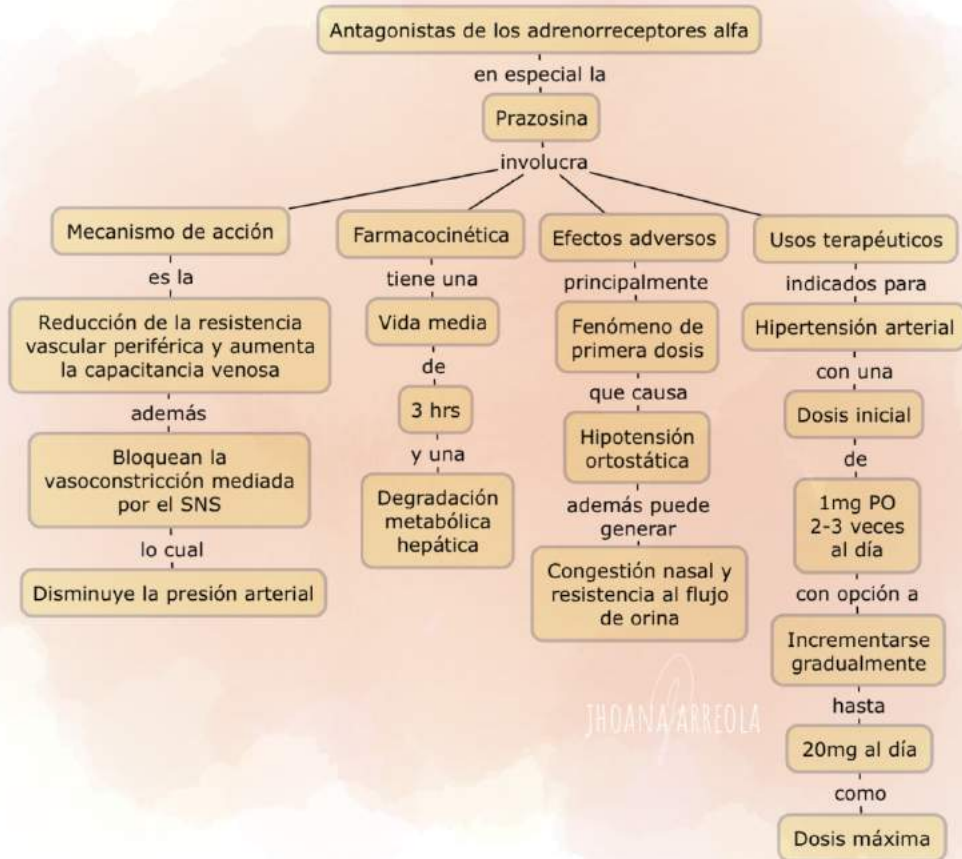 Antagonistas de los adrenorreceptores alfa
en especial la
Prazosina
involucra
Mecanismo de acción
es la
Reducción de la resistencia
vascular periférica y aumenta
la capacitancia venosa
además
Bloquean la
vasoconstricción mediada
por el SNS
lo cual
Disminuye la presión arterial
Farmacocinética
tiene una
Vida media
de
3 hrs
y una
Degradación
metabólica
hepática
Efectos adversos
principalmente
Fenómeno de
primera dosis
que causa
Hipotensión
ortostática
además puede
generar
Congestión nasal y
resistencia al flujo
de orina
Usos terapéuticos
indicados para
Hipertensión arterial
con una
Dosis inicial
de
1mg PO
2-3 veces
al día
con opción a
Incrementarse
gradualmente
hasta
20mg al día
como
Dosis máxima
JHOANA ARREOLA